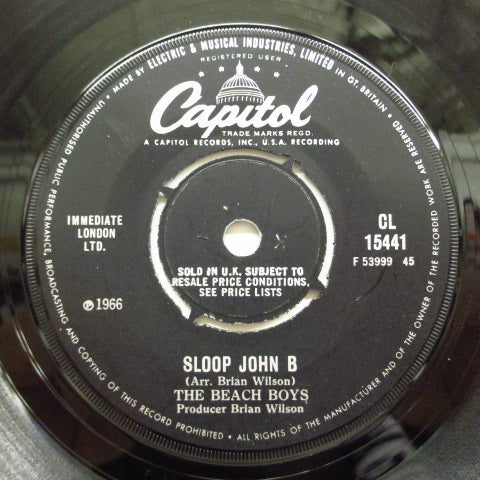 MADE BY ELECTRIC & MUSICAL INDUSTRIES, LIMITED IN GT. BRITAIN • ALL RIGHTS OF THE MANUFACTURER AND OF THE OWNER OF THE RECORDED WORK ARE RESERVED • UNAUTHORISED PUBLIC PERFORMANCE, BROADCASTING AND COPYING OF THIS RECORD PROHIBITED •
REGISTERED USER
Capitol
TRADE MARKS REGD.
A CAPITOL RECORDS, INC., U.S.A. RECORDING
IMMEDIATE
LONDON
LTD.
CL
15441
F 53999 45
SOLD IN U.K. SUBJECT TO
RESALE PRICE CONDITIONS,
SEE PRICE LISTS
℗1966
SLOOP JOHN B
(Arr. Brian Wilson)
THE BEACH BOYS
Producer Brian Wilson